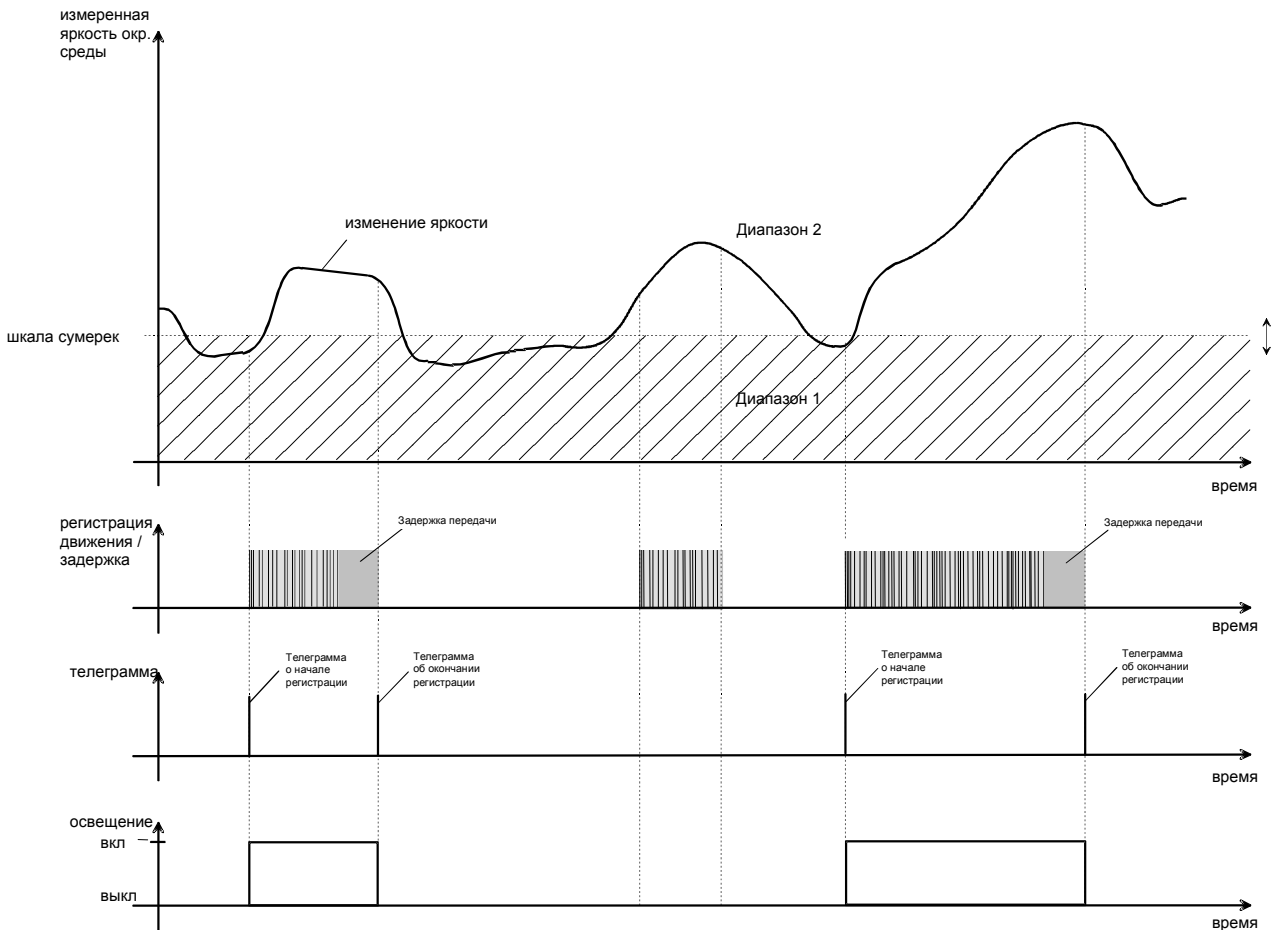 измеренная
яркость окр.
среды
изменение яркости
Диапазон 2
шкала сумерек
Диапазон 1
время
регистрация
движения /
задержка
Задержка передачи
Задержка передачи
время
телеграмма
Телеграмма
о начале
регистрации
Телеграмма
об окончании
регистрации
Телеграмма
о начале
регистрации
Телеграмма
об окончании
регистрации
время
освещение
вкл
выкл
время